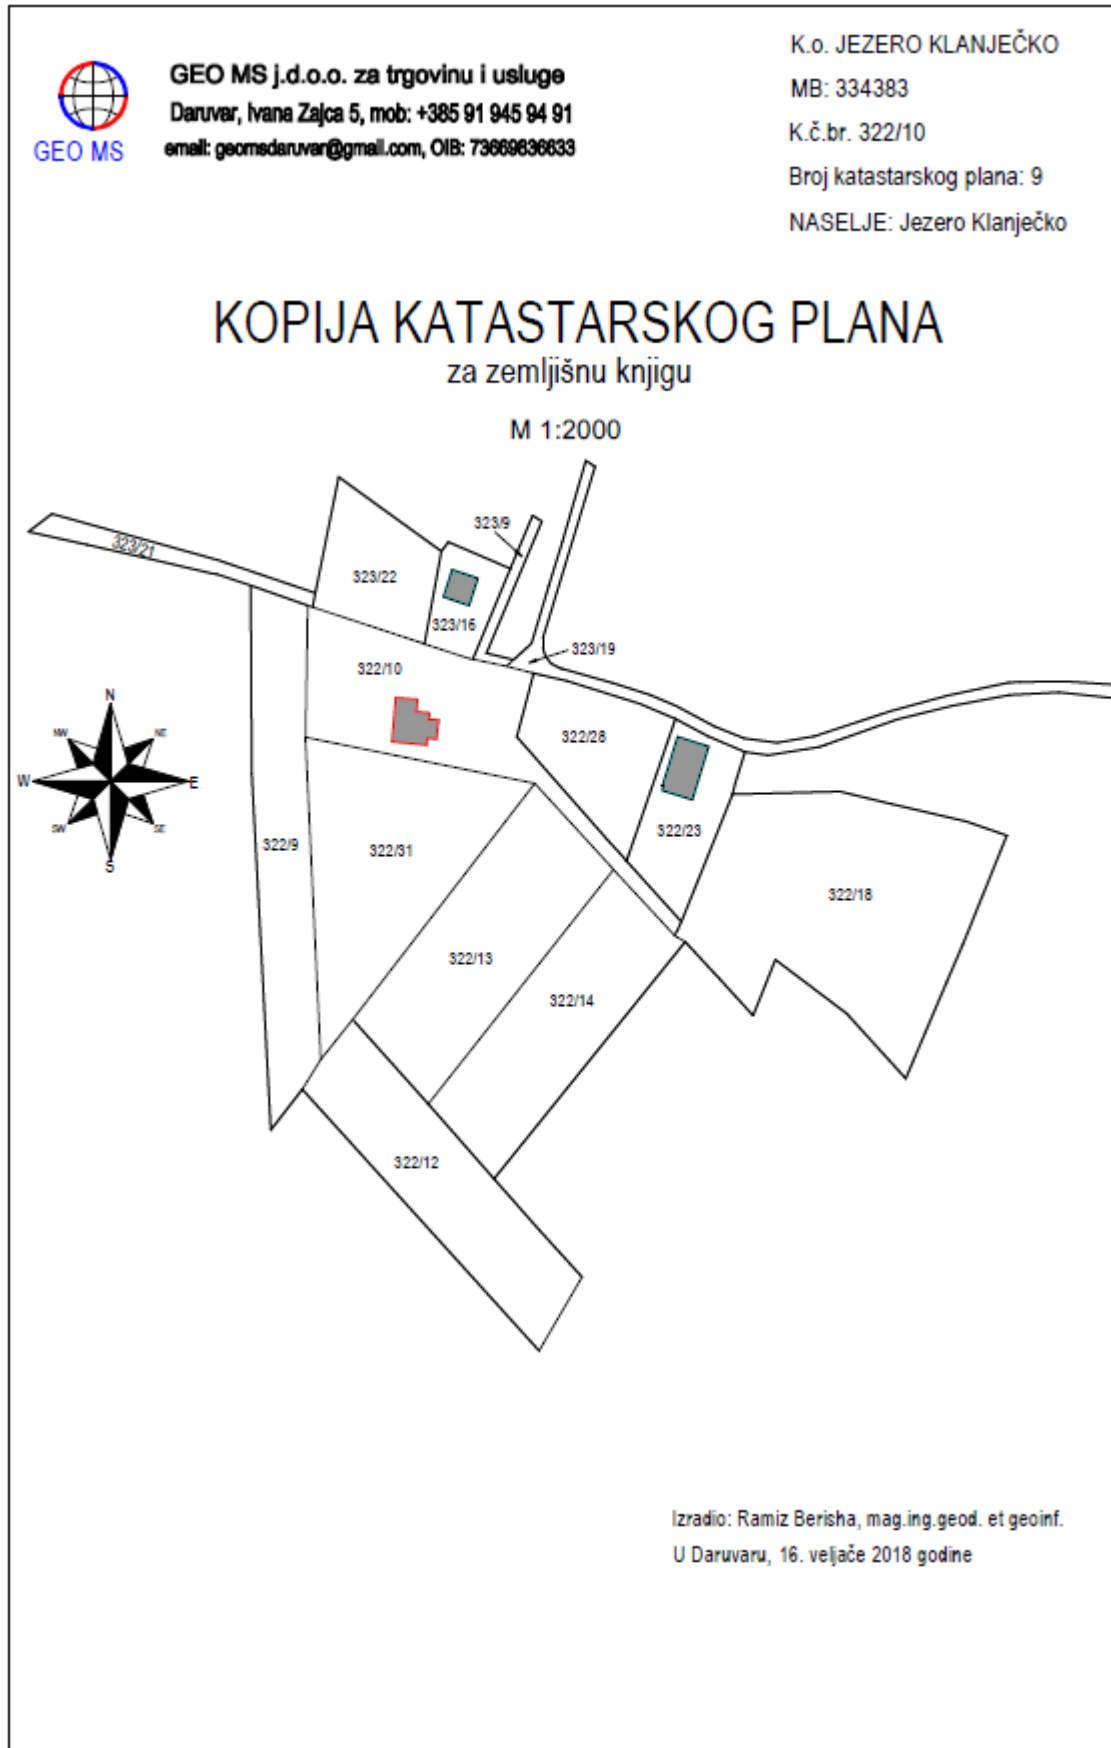 GEO MS
GEO MS j.d.o.o. za trgovinu i usluge
Daruvar, Ivana Zajca 5, mob: +385 91 945 94 91
email: geomsdaruvar@gmail.com, OIB: 73669836633
K.o. JEZERO KLANJEČKO
MB: 334383
K.č.br. 322/10
Broj katastarskog plana: 9
NASELJE: Jezero Klanječko
KOPIJA KATASTARSKOG PLANA
za zemljišnu knjigu
M 1:2000
323/9
323/21
323/22
323/16
323/19
322/10
N
NW
NE
W
E
SW
SE
S
322/28
322/23
322/9
322/31
322/18
322/13
322/14
322/12
Izradio: Ramiz Berisha, mag.ing.geod. et geoinf.
U Daruvaru, 16. veljače 2018 godine